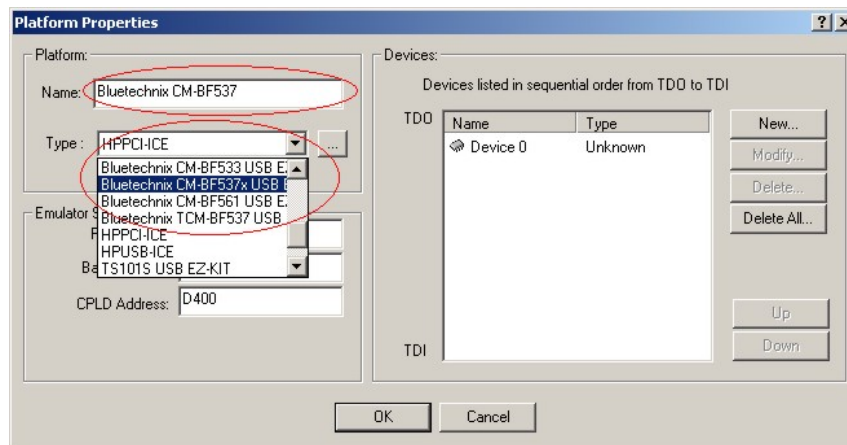 Platform Properties
Platform:
Name: Bluetechnix CM-BF537
Type : HPPCI-ICE ...
Bluetechnix CM-BF533 USB E
Bluetechnix CM-BF537x USB E
Bluetechnix CM-BF561 USB E
Bluetechnix TCM-BF537 USB
HPPCI-ICE
HPUSB-ICE
TS101S USB EZ-KIT
Emulator S
Ba
CPLD Address: D400
Devices:
Devices listed in sequential order from TDO to TDI
TDO
Name Type
Device 0 Unknown
TDI
New...
Modify...
Delete...
Delete All...
Up
Down
OK Cancel